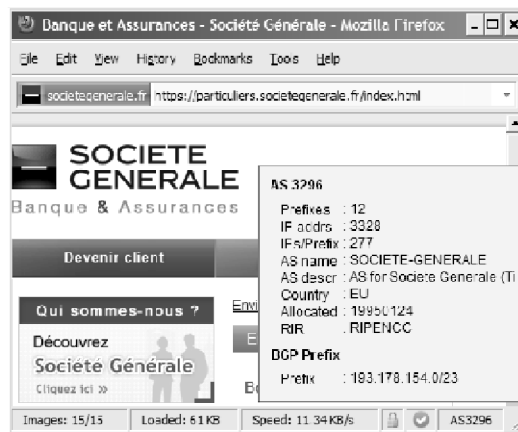 Banque et Assurances - Société Générale - Mozilla Firefox
File Edit View History Bookmarks Tools Help
societegenerale.fr https://particuliers.societegenerale.fr/index.html
SOCIETE
GENERALE
Banque & Assurances
Devenir client
Qui sommes-nous ?
Découvrez
Société Générale
Cliquez ici »
Envi
E
Bo
AS 3296
Prefixes : 12
IP addrs : 3328
IPs/Prefix : 277
AS name : SOCIETE-GENERALE
AS descr : AS for Societe Generale (Ti
Country : EU
Allocated : 19950124
RIR : RIPENCC
BGP Prefix
Prefix : 193.178.154.0/23
Images: 15/15 Loaded: 61 KB Speed: 11.34 KB/s AS3296